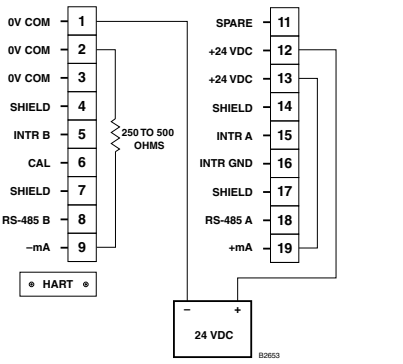 0V COM 1
0V COM 2
0V COM 3
SHIELD 4
INTR B 5
CAL 6
SHIELD 7
RS-485 B 8
–mA 9
250 TO 500
OHMS
HART
SPARE 11
+24 VDC 12
+24 VDC 13
SHIELD 14
INTR A 15
INTR GND 16
SHIELD 17
RS-485 A 18
+mA 19
– +
24 VDC
B2653